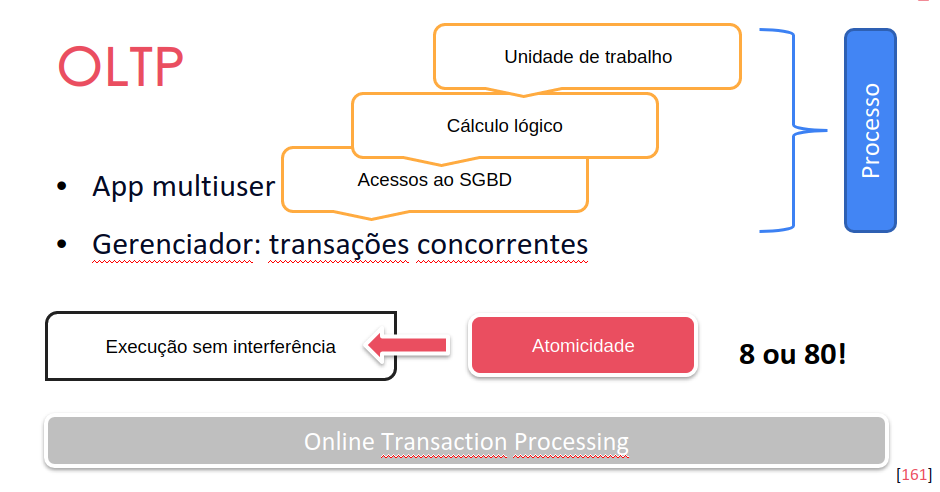 OLTP
Unidade de trabalho
Cálculo lógico
Acessos ao SGBD
Processo
• App multiuser
• Gerenciador: transações concorrentes
Execução sem interferência
Atomicidade
8 ou 80!
Online Transaction Processing
[161]